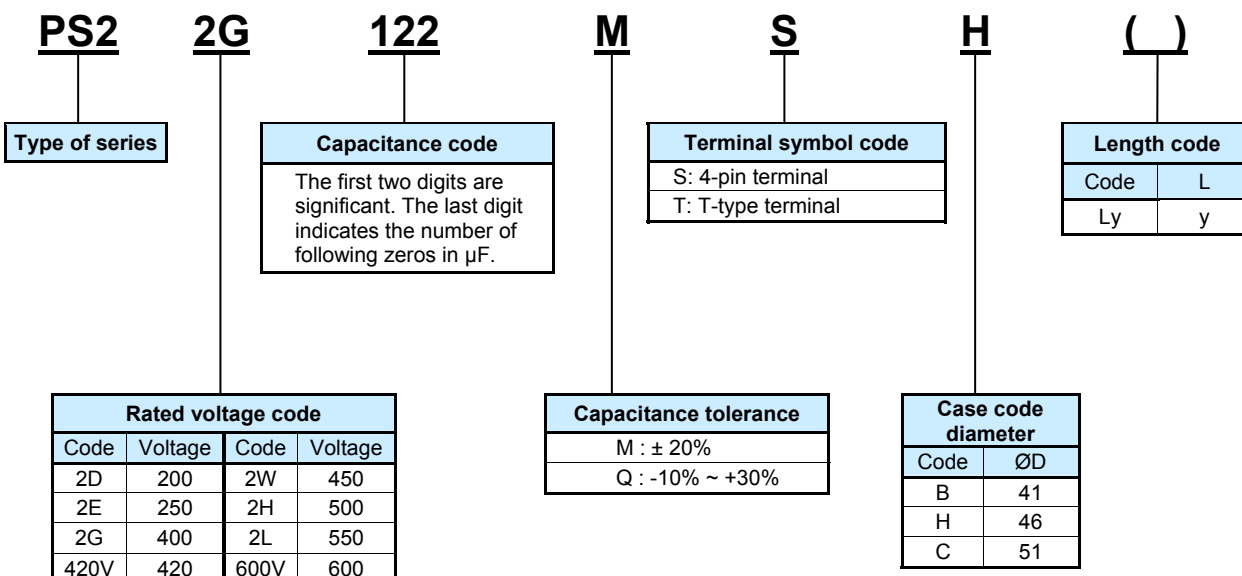 PS2 2G 122 M S H ( )
Type of series
Capacitance code
The first two digits are
significant. The last digit
indicates the number of
following zeros in µF.
Terminal symbol code
S: 4-pin terminal
T: T-type terminal
Length code
Code L
Ly y
Rated voltage code
Code Voltage Code Voltage
2D 200 2W 450
2E 250 2H 500
2G 400 2L 550
420V 420 600V 600
Capacitance tolerance
M : ± 20%
Q : -10% ~ +30%
Case code
diameter
Code ØD
B 41
H 46
C 51